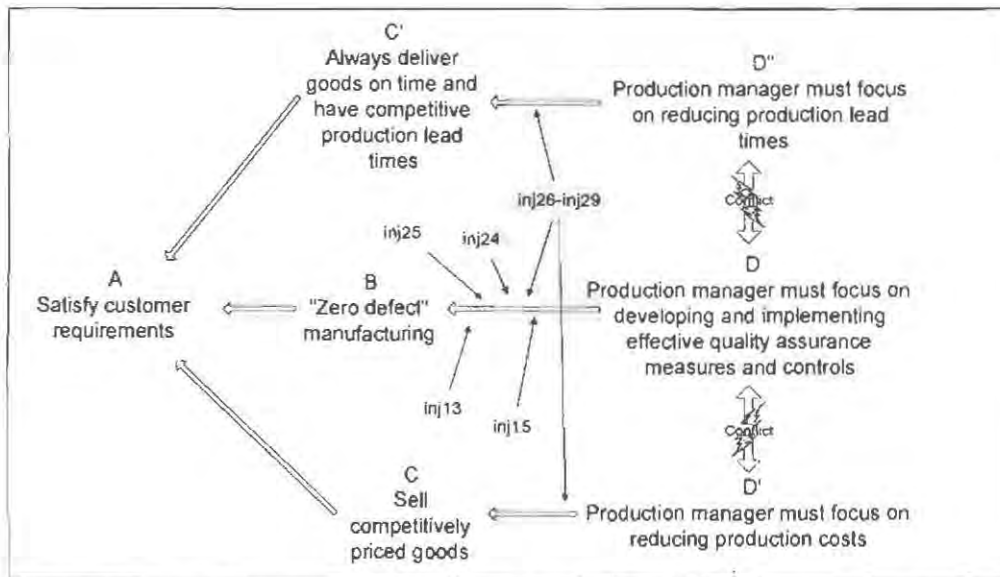 C'
Always deliver
goods on time and
have competitive
production lead
times
D"
Production manager must focus
on reducing production lead
times
Conflict
inj26-inj29
inj25
inj24
A
Satisfy customer
requirements
B
"Zero defect"
manufacturing
D
Production manager must focus on
developing and implementing
effective quality assurance
measures and controls
inj13
inj15
Conflict
C
Sell
competitively
priced goods
D'
Production manager must focus on
reducing production costs